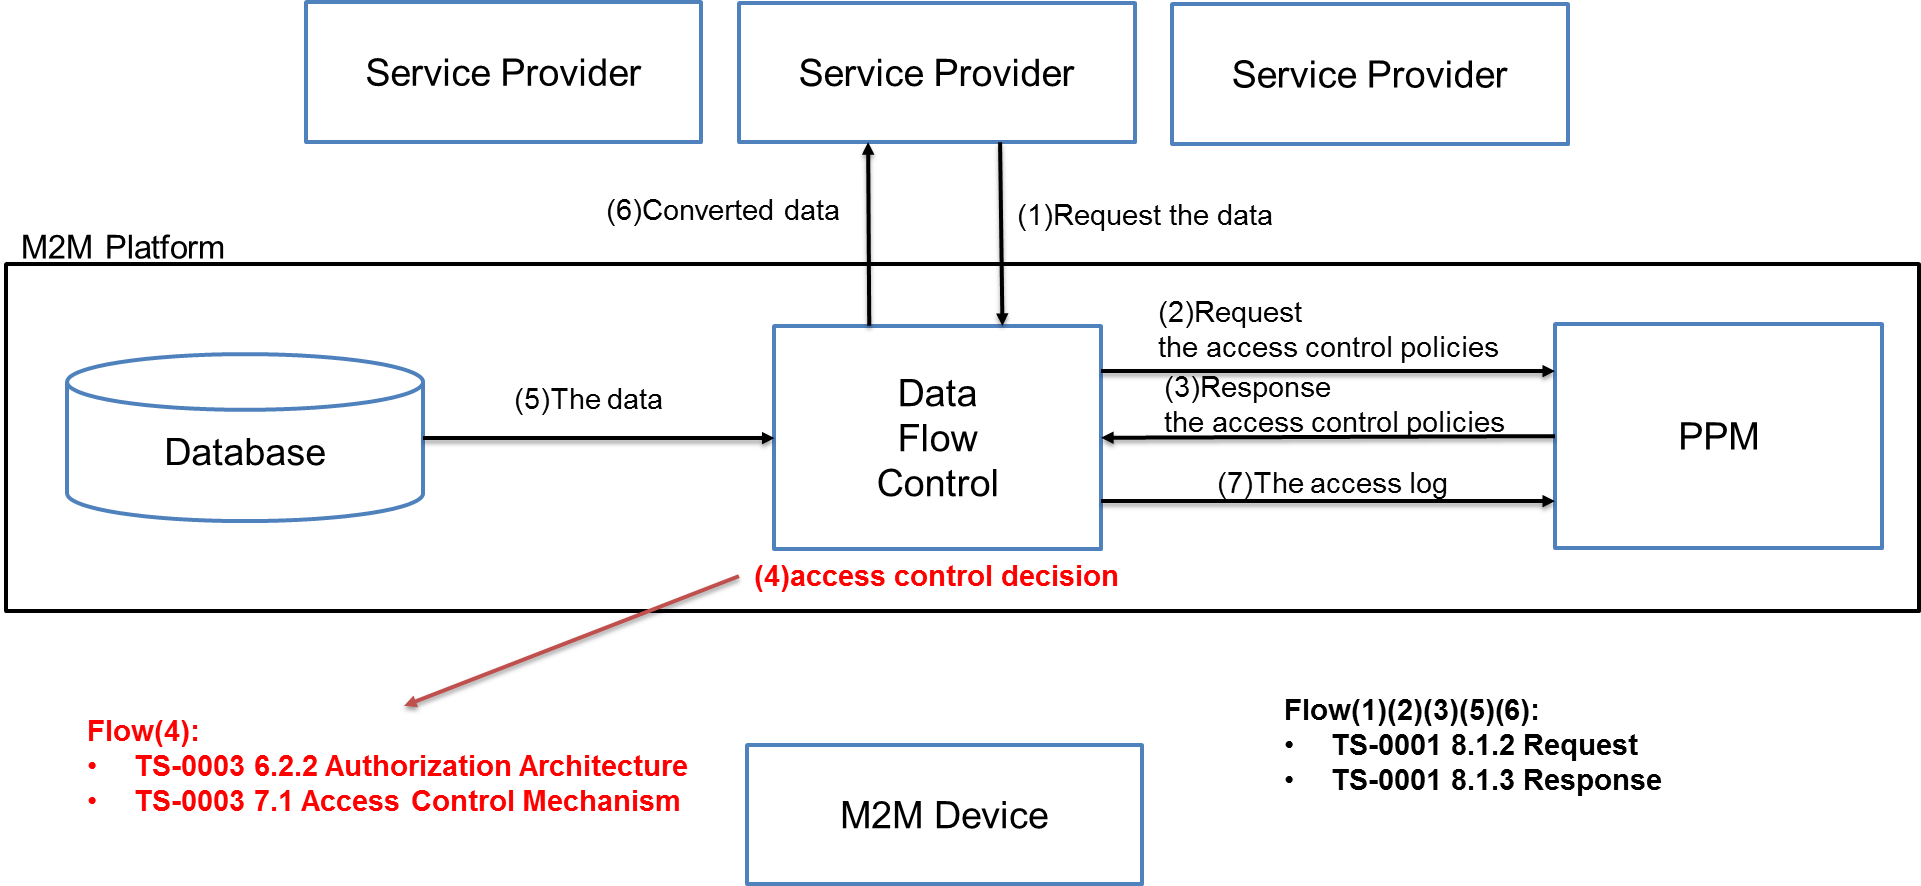 Service Provider
Service Provider
Service Provider
(6)Converted data
(1)Request the data
M2M Platform
(2)Request
the access control policies
(3)Response
the access control policies
(5)The data
Data
Flow
Control
Database
PPM
(7)The access log
(4)access control decision
Flow(4):
• TS-0003 6.2.2 Authorization Architecture
• TS-0003 7.1 Access Control Mechanism
Flow(1)(2)(3)(5)(6):
• TS-0001 8.1.2 Request
• TS-0001 8.1.3 Response
M2M Device